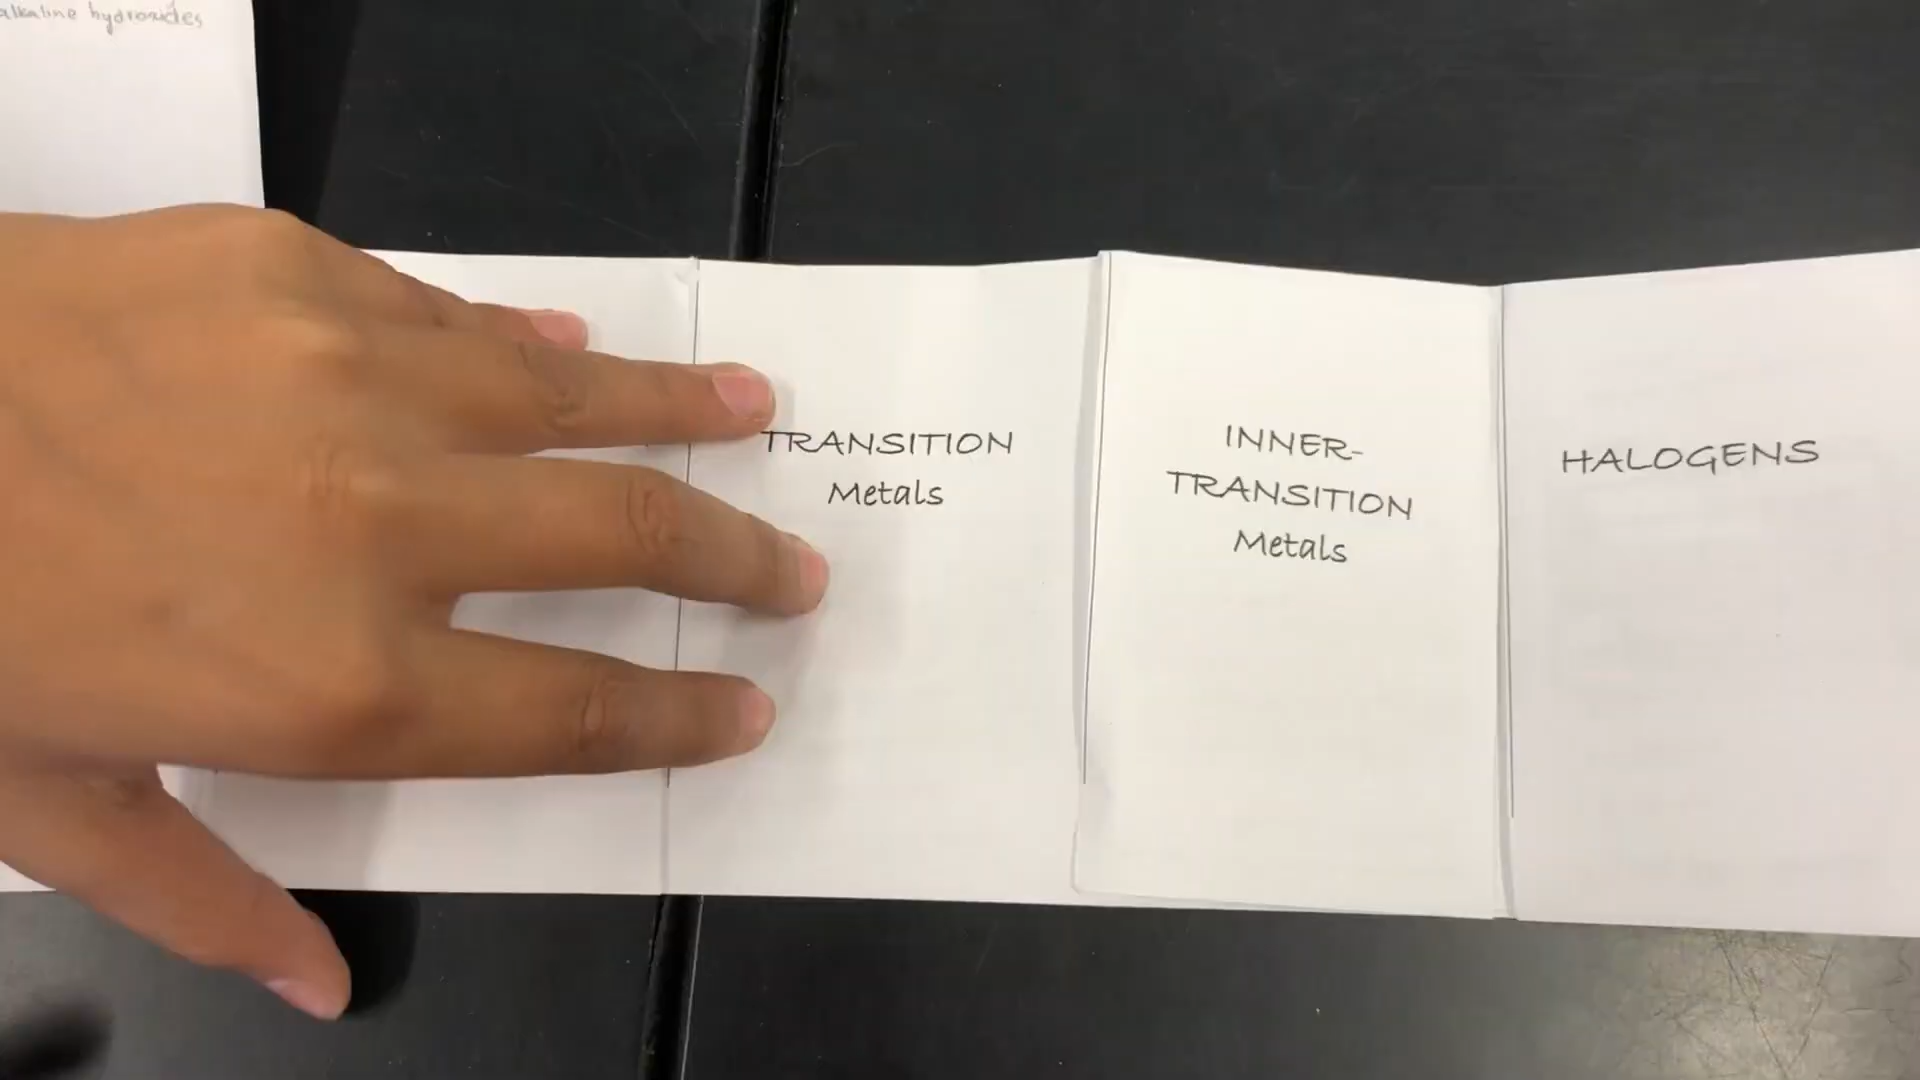 alkaline hydroxides
TRANSITION
Metals
INNER-
TRANSITION
Metals
HALOGENS